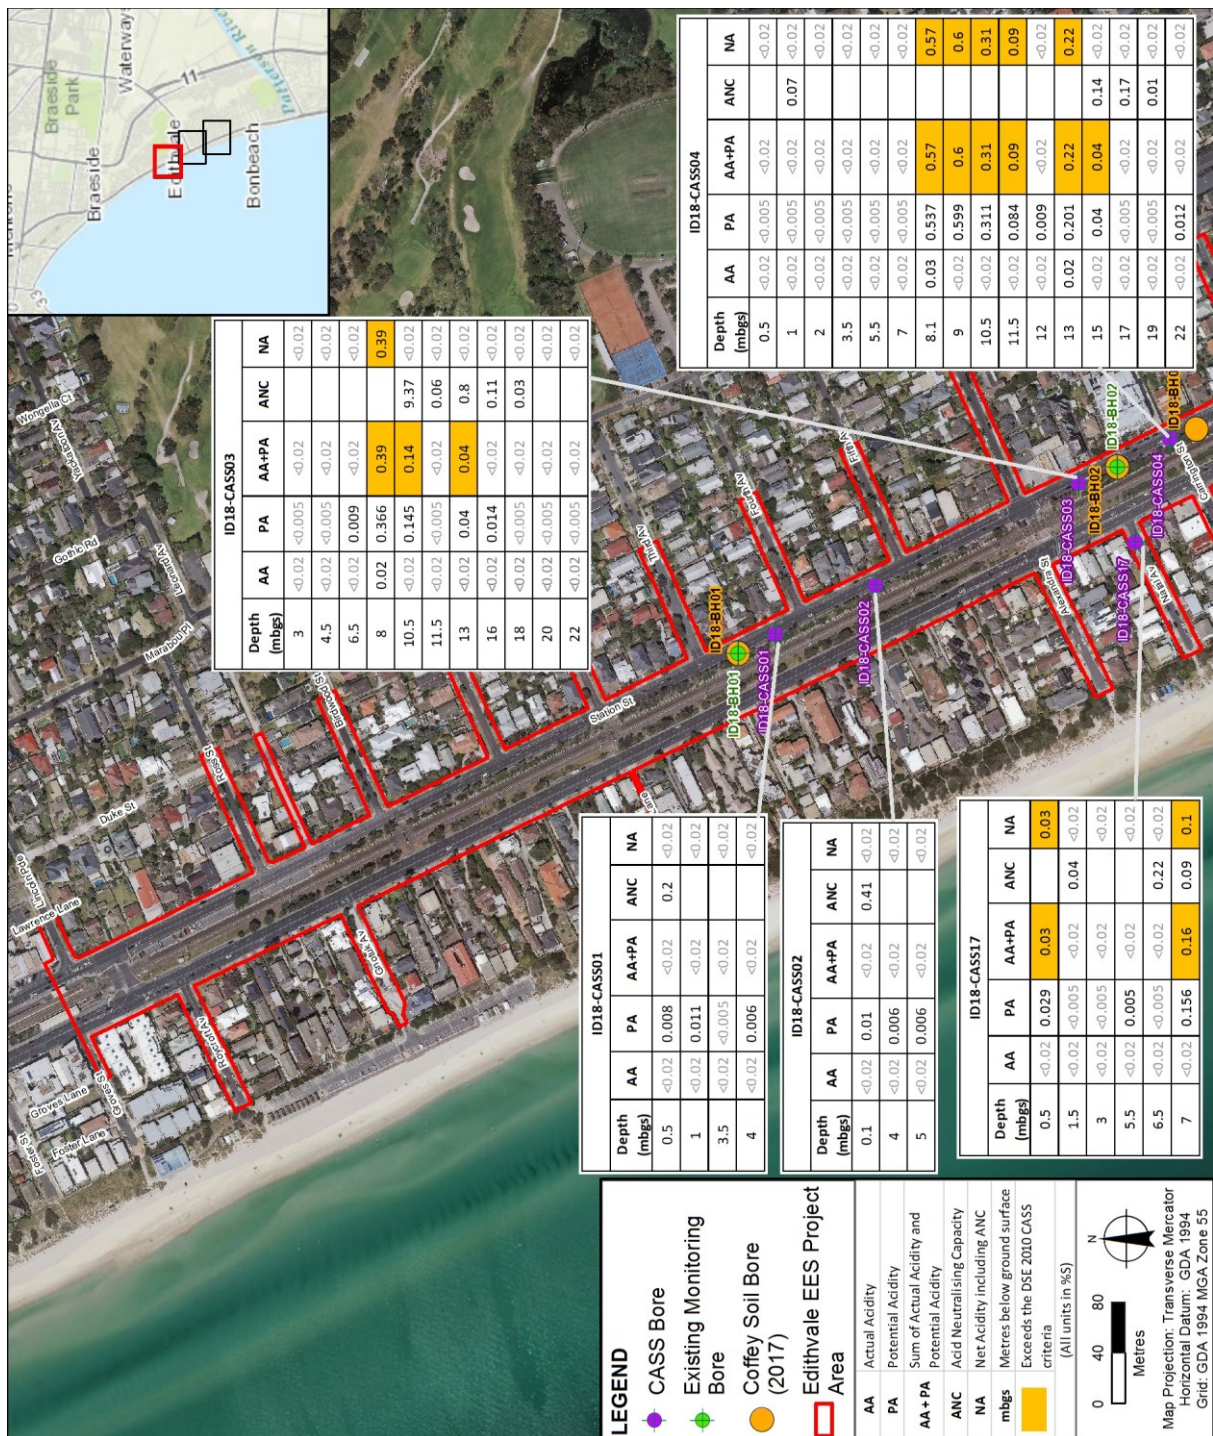 Braeside
Braeside Park
Waterways
Edithvale
Bonbeach
11
33
ID18-CASS03
Depth (mbgs) AA PA AA+PA ANC NA
3 <0.02 <0.005 <0.02 <0.02
4.5 <0.02 <0.005 <0.02 <0.02
6.5 <0.02 0.009 <0.02 <0.02
8 0.02 0.366 0.39 0.39
10.5 <0.02 0.145 0.14 9.37 <0.02
11.5 <0.02 <0.005 <0.02 0.06 <0.02
13 <0.02 0.04 0.04 0.8 <0.02
16 <0.02 0.014 <0.02 0.11 <0.02
18 <0.02 <0.005 <0.02 0.03 <0.02
20 <0.02 <0.005 <0.02 <0.02
22 <0.02 <0.005 <0.02 <0.02
ID18-CASS04
Depth (mbgs) AA PA AA+PA ANC NA
0.5 <0.02 <0.005 <0.02 <0.02
1 <0.02 <0.005 <0.02 0.07 <0.02
2 <0.02 <0.005 <0.02 <0.02
3.5 <0.02 <0.005 <0.02 <0.02
5.5 <0.02 <0.005 <0.02 <0.02
7 <0.02 <0.005 <0.02 <0.02
8.1 0.03 0.537 0.57 0.57
9 <0.02 0.599 0.6 0.6
10.5 <0.02 0.311 0.31 0.31
11.5 <0.02 0.084 0.09 0.09
12 <0.02 0.009 <0.02 <0.02
13 0.02 0.201 0.22 0.22
15 <0.02 0.04 0.04 0.14 <0.02
17 <0.02 <0.005 <0.02 0.17 <0.02
19 <0.02 <0.005 <0.02 0.01 <0.02
22 <0.02 0.012 <0.02 <0.02
Foster St
Groves Lane
Foster Lane
Groves St
Lawrence Lane
Lincoln Pde
Roycroft Av
Duke St
Ross St
Gnotuk Av
Birdwood St
Marabou Pl
Leonard Av
Gothic Rd
Yackatoon Av
Wongella Ct
Station St
Lane
Third Av
Fourth Av
Fifth Av
Alexandra St
Natal Av
Carrington St
ID18-BH01
ID18-BH01
ID18-CASS01
ID18-CASS02
ID18-CASS03
ID18-BH02
ID18-BH02
ID18-CASS17
ID18-CASS04
ID18-BH0
ID18-CASS01
Depth (mbgs) AA PA AA+PA ANC NA
0.5 <0.02 0.008 <0.02 0.2 <0.02
1 <0.02 0.011 <0.02 <0.02
3.5 <0.02 <0.005 <0.02 <0.02
4 <0.02 0.006 <0.02 <0.02
ID18-CASS02
Depth (mbgs) AA PA AA+PA ANC NA
0.1 <0.02 0.01 <0.02 0.41 <0.02
4 <0.02 0.006 <0.02 <0.02
5 <0.02 0.006 <0.02 <0.02
ID18-CASS17
Depth (mbgs) AA PA AA+PA ANC NA
0.5 <0.02 0.029 0.03 0.03
1.5 <0.02 <0.005 <0.02 0.04 <0.02
3 <0.02 <0.005 <0.02 <0.02
5.5 <0.02 0.005 <0.02 <0.02
6.5 <0.02 <0.005 <0.02 0.22 <0.02
7 <0.02 0.156 0.16 0.09 0.1
LEGEND
CASS Bore
Existing Monitoring
Bore
Coffey Soil Bore
(2017)
Edithvale EES Project
Area
AA Actual Acidity
PA Potential Acidity
AA+PA Sum of Actual Acidity and
Potential Acidity
ANC Acid Neutralising Capacity
NA Net Acidity including ANC
mbgs Metres below ground surface
Exceeds the DSE 2010 CASS
criteria
(All units in %S)
N
0 40 80
Metres
Map Projection: Transverse Mercator
Horizontal Datum: GDA 1994
Grid: GDA 1994 MGA Zone 55